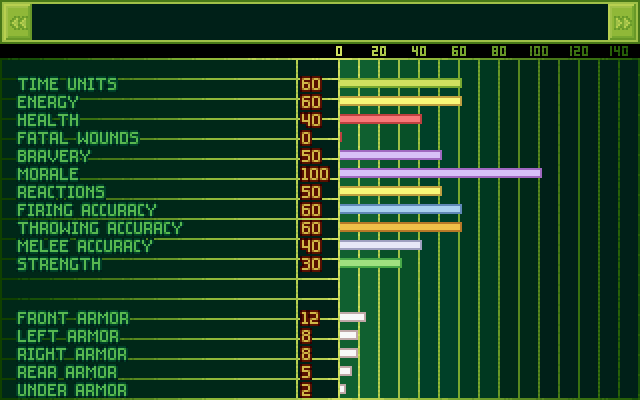 0 20 40 60 80 100 120 140
TIME UNITS 60
ENERGY 60
HEALTH 40
FATAL WOUNDS 0
BRAVERY 50
MORALE 100
REACTIONS 50
FIRING ACCURACY 60
THROWING ACCURACY 60
MELEE ACCURACY 40
STRENGTH 30
FRONT ARMOR 12
LEFT ARMOR 8
RIGHT ARMOR 8
REAR ARMOR 5
UNDER ARMOR 2